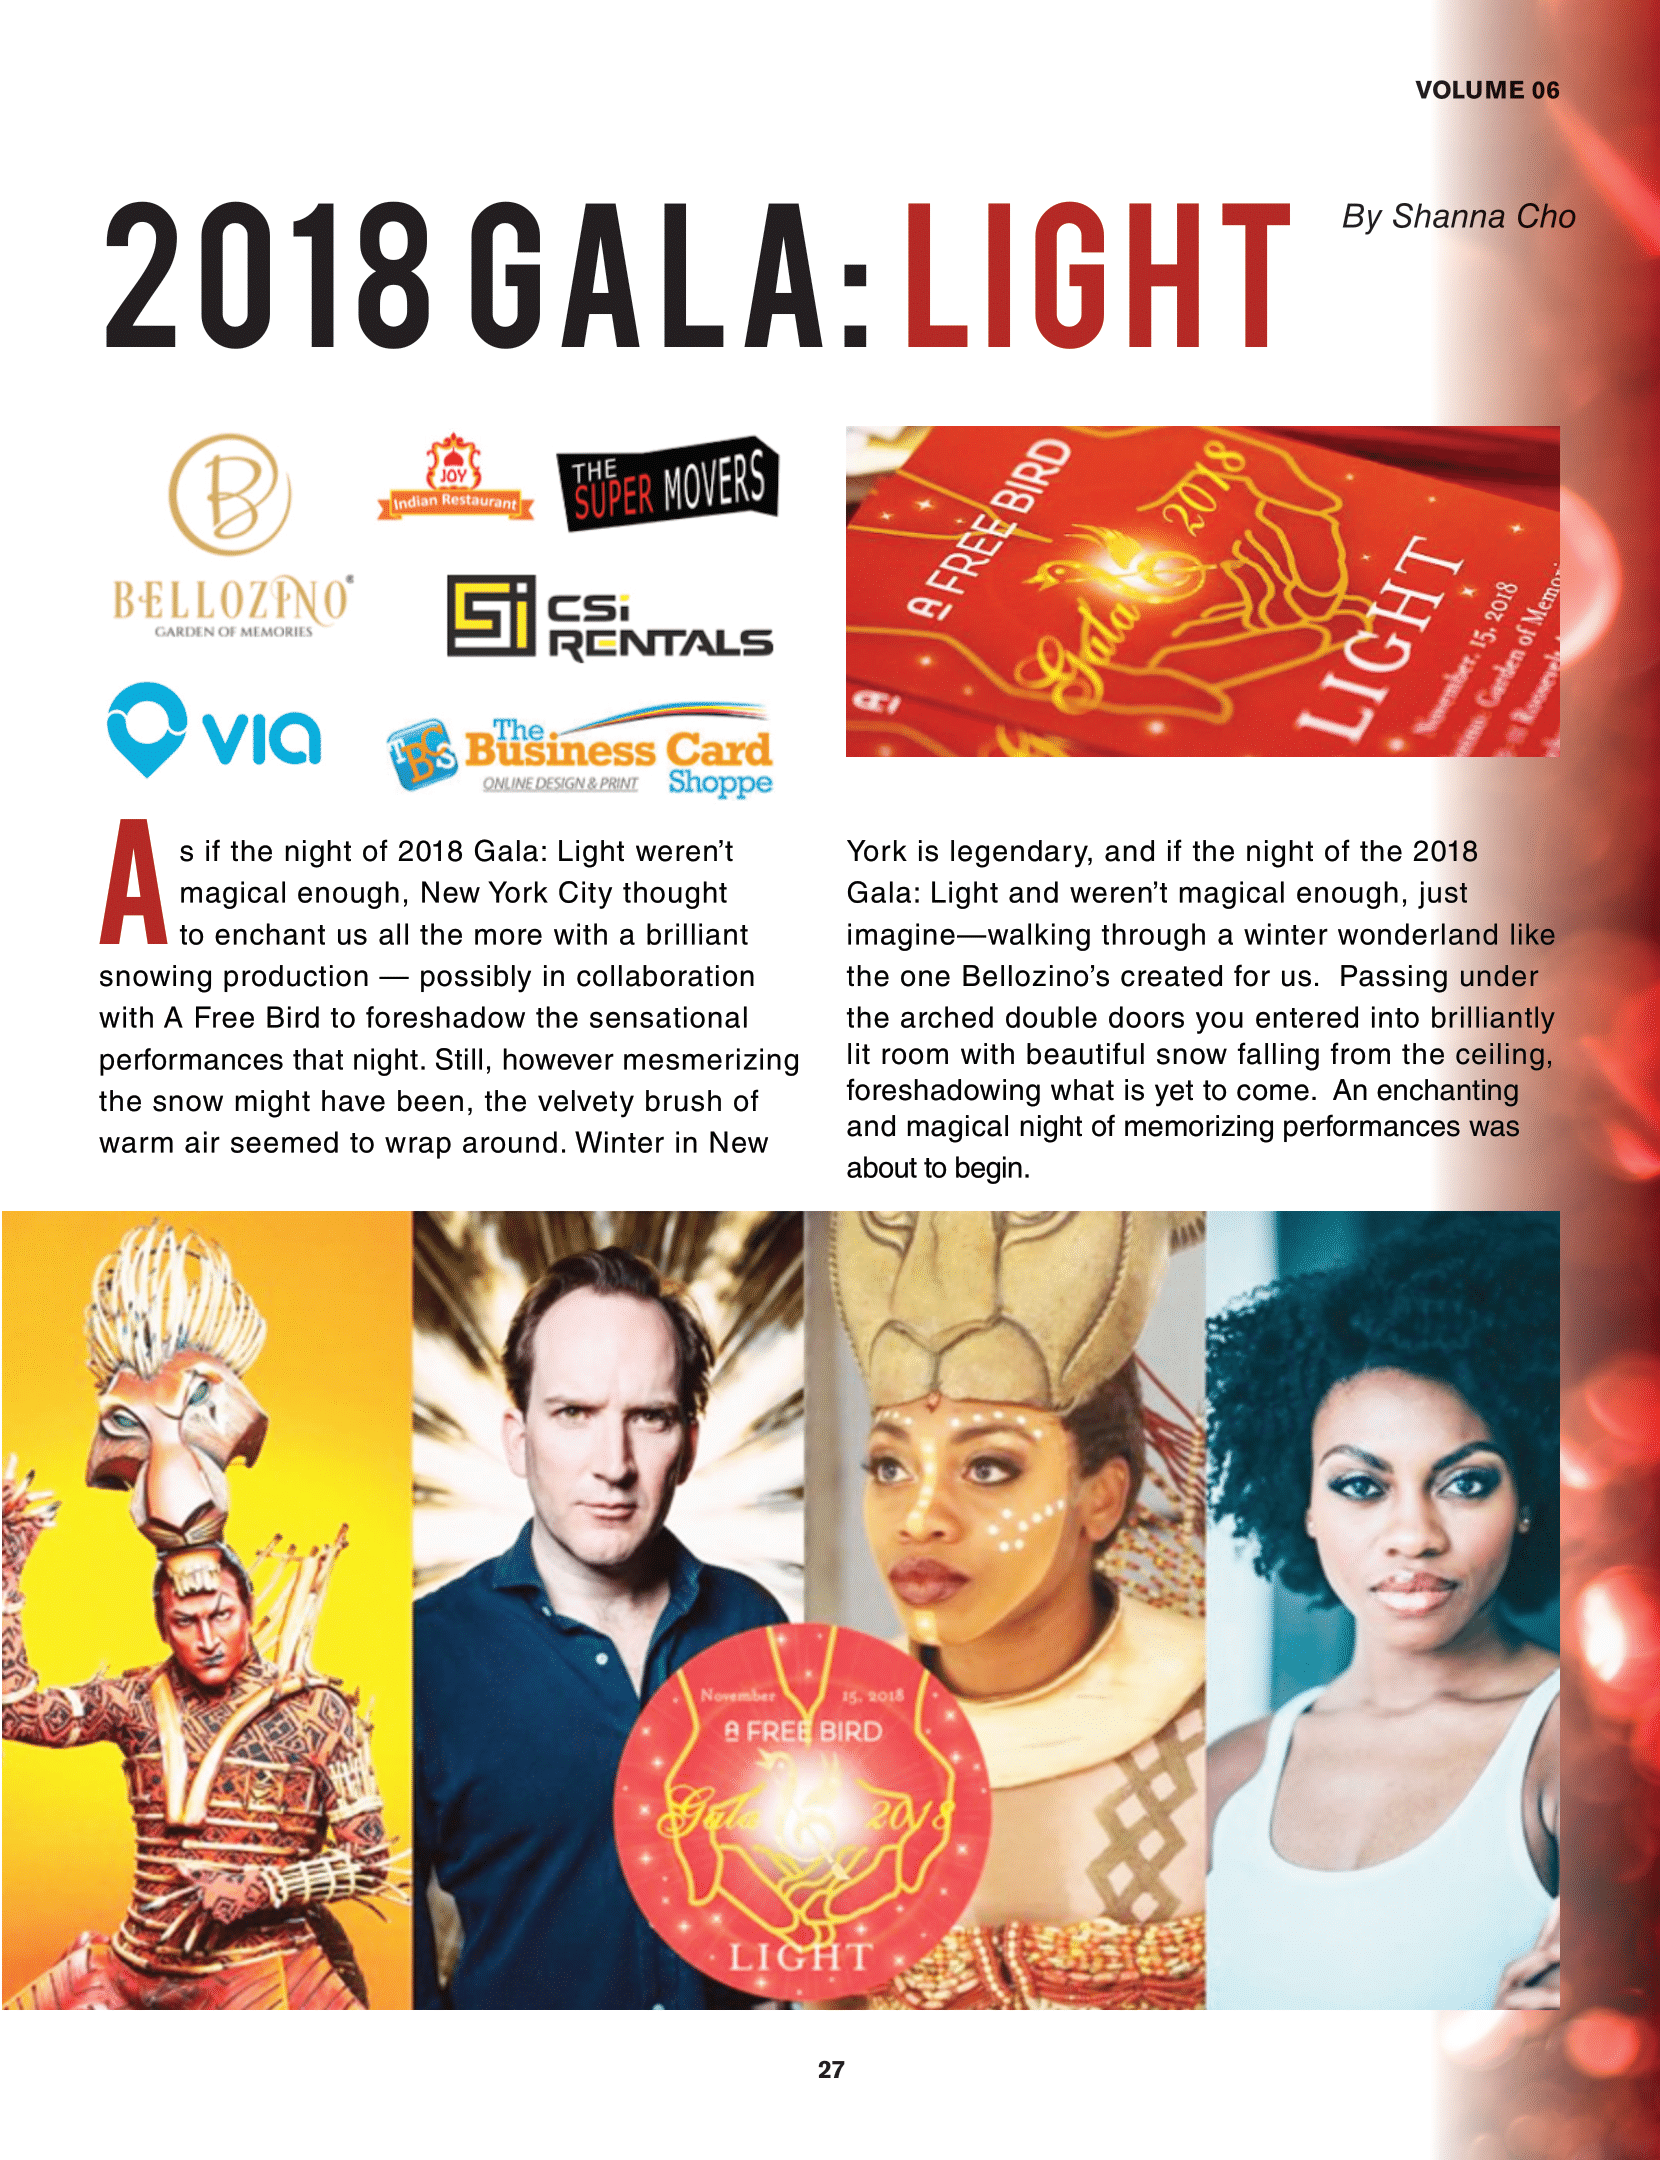 VOLUME 06
2018 GALA: LIGHT
By Shanna Cho
B
BELLOZINO®
GARDEN OF MEMORIES
JOY
Indian Restaurant
THE
SUPER MOVERS
CSi
RENTALS
via
TBCS
The
Business Card
Shoppe
ONLINE DESIGN & PRINT
A FREE BIRD
Gala 2018
LIGHT
November. 15, 2018
Garden of
As if the night of 2018 Gala: Light weren’t
magical enough, New York City thought
to enchant us all the more with a brilliant
snowing production — possibly in collaboration
with A Free Bird to foreshadow the sensational
performances that night. Still, however mesmerizing
the snow might have been, the velvety brush of
warm air seemed to wrap around. Winter in New
York is legendary, and if the night of the 2018
Gala: Light and weren’t magical enough, just
imagine—walking through a winter wonderland like
the one Bellozino’s created for us.  Passing under
the arched double doors you entered into brilliantly
lit room with beautiful snow falling from the ceiling,
foreshadowing what is yet to come.  An enchanting
and magical night of memorizing performances was
about to begin.
November 15, 2018
A FREE BIRD
Gala 2018
LIGHT
27